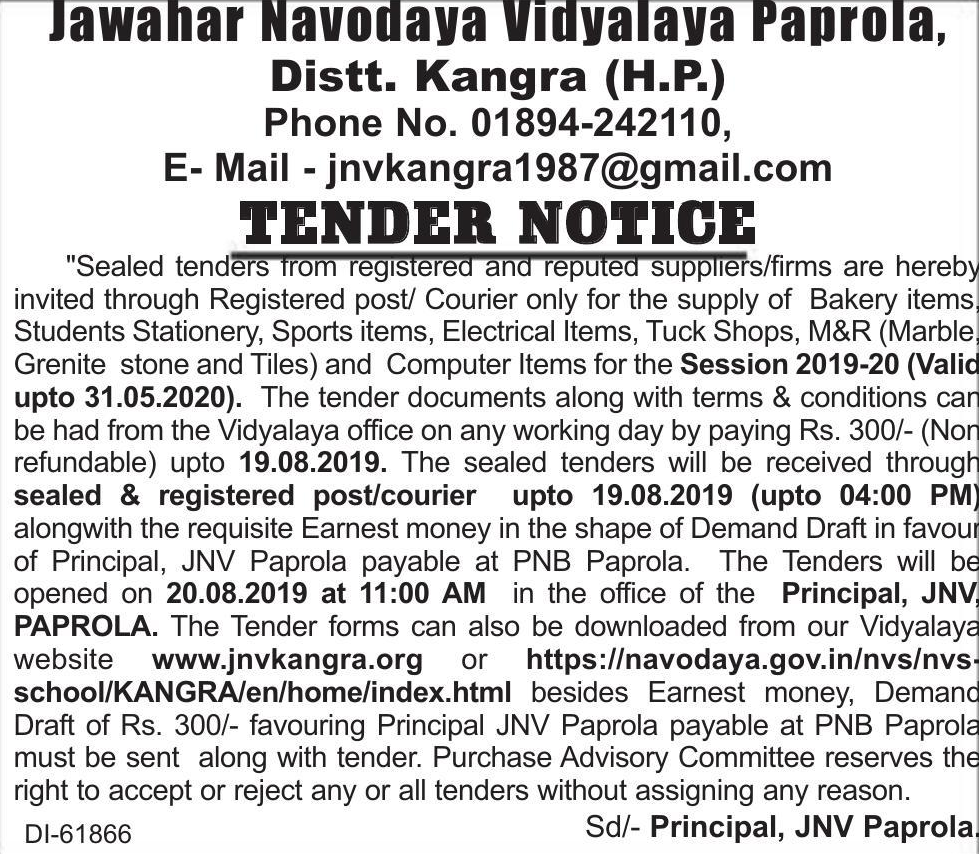 Jawahar Navodaya Vidyalaya Paprola,
Distt. Kangra (H.P.)
Phone No. 01894-242110,
E- Mail - jnvkangra1987@gmail.com
TENDER NOTICE
"Sealed tenders from registered and reputed suppliers/firms are hereby
invited through Registered post/ Courier only for the supply of Bakery items,
Students Stationery, Sports items, Electrical Items, Tuck Shops, M&R (Marble,
Grenite stone and Tiles) and Computer Items for the Session 2019-20 (Valid
upto 31.05.2020). The tender documents along with terms & conditions can
be had from the Vidyalaya office on any working day by paying Rs. 300/- (Non
refundable) upto 19.08.2019. The sealed tenders will be received through
sealed & registered post/courier upto 19.08.2019 (upto 04:00 PM)
alongwith the requisite Earnest money in the shape of Demand Draft in favour
of Principal, JNV Paprola payable at PNB Paprola. The Tenders will be
opened on 20.08.2019 at 11:00 AM in the office of the Principal, JNV,
PAPROLA. The Tender forms can also be downloaded from our Vidyalaya
website www.jnvkangra.org or https://navodaya.gov.in/nvs/nvs-
school/KANGRA/en/home/index.html besides Earnest money, Demand
Draft of Rs. 300/- favouring Principal JNV Paprola payable at PNB Paprola
must be sent along with tender. Purchase Advisory Committee reserves the
right to accept or reject any or all tenders without assigning any reason.
DI-61866
Sd/- Principal, JNV Paprola.